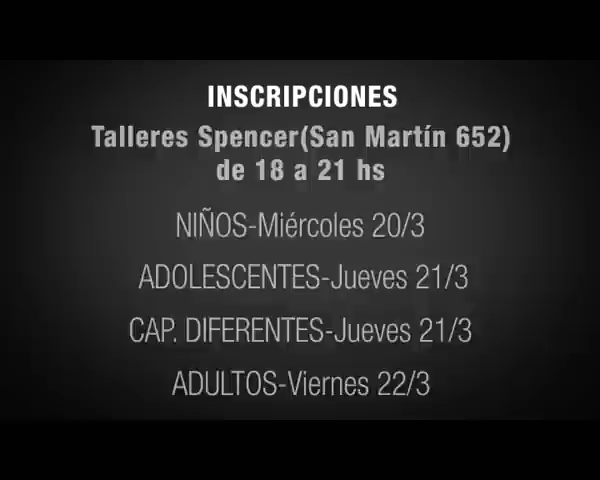 INSCRIPCIONES
Talleres Spencer(San Martín 652)
de 18 a 21 hs
NIÑOS-Miércoles 20/3
ADOLESCENTES-Jueves 21/3
CAP. DIFERENTES-Jueves 21/3
ADULTOS-Viernes 22/3